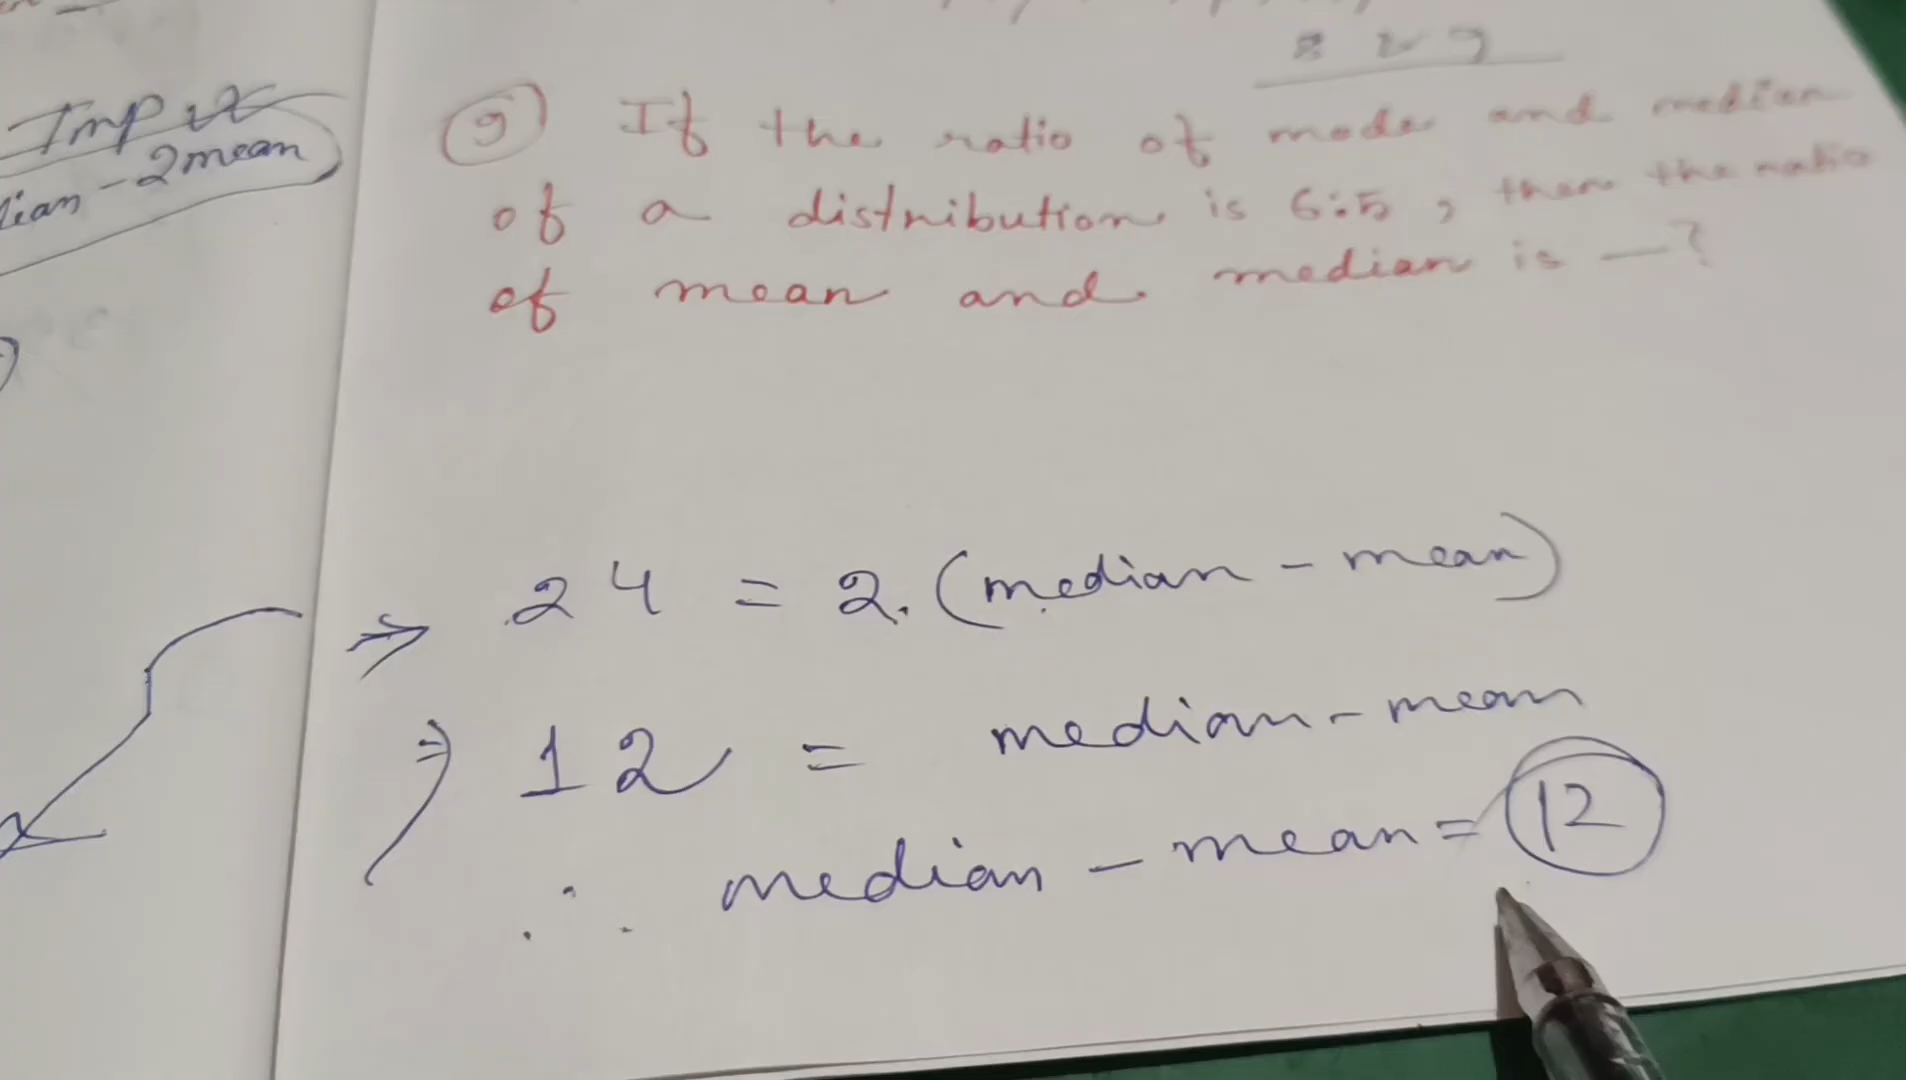 Imp
dian - 2mean
9 If the ratio of mode and median
of a distribution is 6:5, then the ratio
of mean and median is — ?
⇒ 24 = 2. (median - mean)
⇒ 12 = median - mean
∴ median - mean = 12